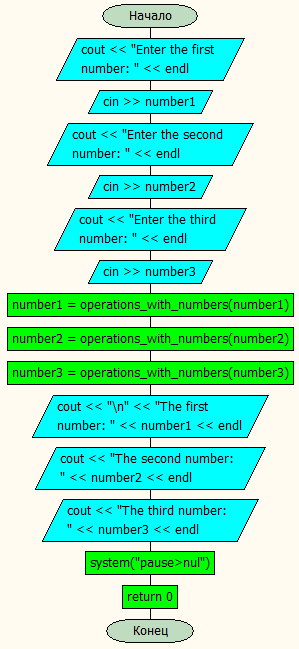 Начало
cout << "Enter the first
number: " << endl
cin >> number1
cout << "Enter the second
number: " << endl
cin >> number2
cout << "Enter the third
number: " << endl
cin >> number3
number1 = operations_with_numbers(number1)
number2 = operations_with_numbers(number2)
number3 = operations_with_numbers(number3)
cout << "\n" << "The first
number: " << number1 << endl
cout << "The second number:
" << number2 << endl
cout << "The third number:
" << number3 << endl
system("pause>nul")
return 0
Конец